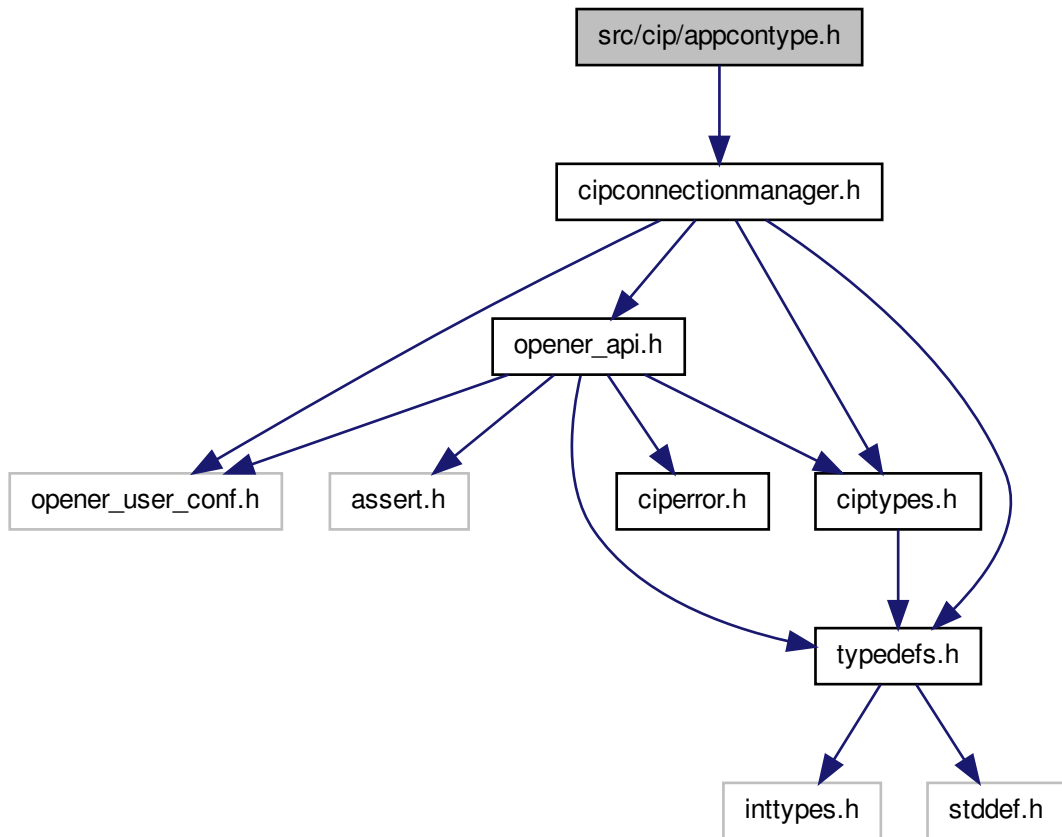 src/cip/appcontype.h
cipconnectionmanager.h
opener_api.h
opener_user_conf.h
assert.h
ciperror.h
ciptypes.h
typedefs.h
inttypes.h
stddef.h